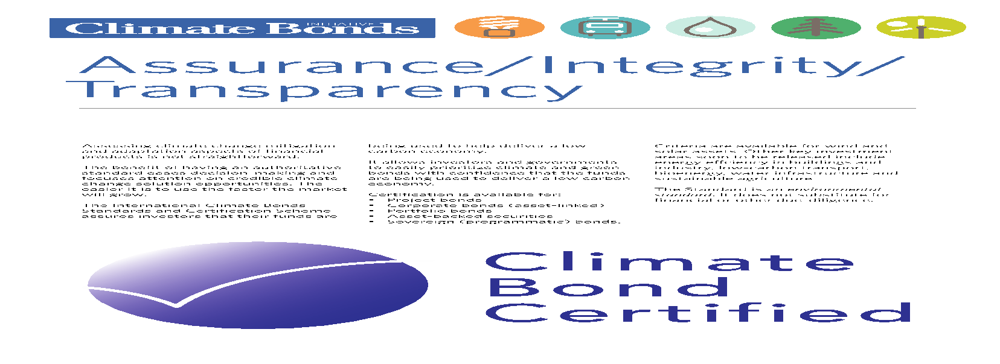 Climate Bonds
INITIATIVE
Assurance/Integrity/
Transparency
Assessing climate change mitigation
and adaptation aspects of financial
products is not straightforward.
The benefit of having an authoritative
standard eases decision-making and
focuses attention on credible climate
change solution opportunities. The
easier it is to use the faster the market
will grow.
The International Climate Bonds
Standards and Certification Scheme
assures investors that their funds are
being used to help deliver a low
carbon economy.
It allows investors and governments
to easily prioritize climate and green
bonds with confidence that the funds
are being used to deliver a low carbon
economy.
Certification is available for:
• Project bonds
• Corporate bonds (asset-linked)
• Portfolio bonds
• Asset-backed securities
• Sovereign (programmatic) bonds.
Criteria are available for wind and
solar assets. Other key investment
areas soon to be released include
energy efficiency in buildings and
industry, low-carbon transport,
bioenergy, water infrastructure and
sustainable agriculture
The Standard is an environmental
standard. It does not substitute for
financial or other due diligence.
Climate
Bond
Certified